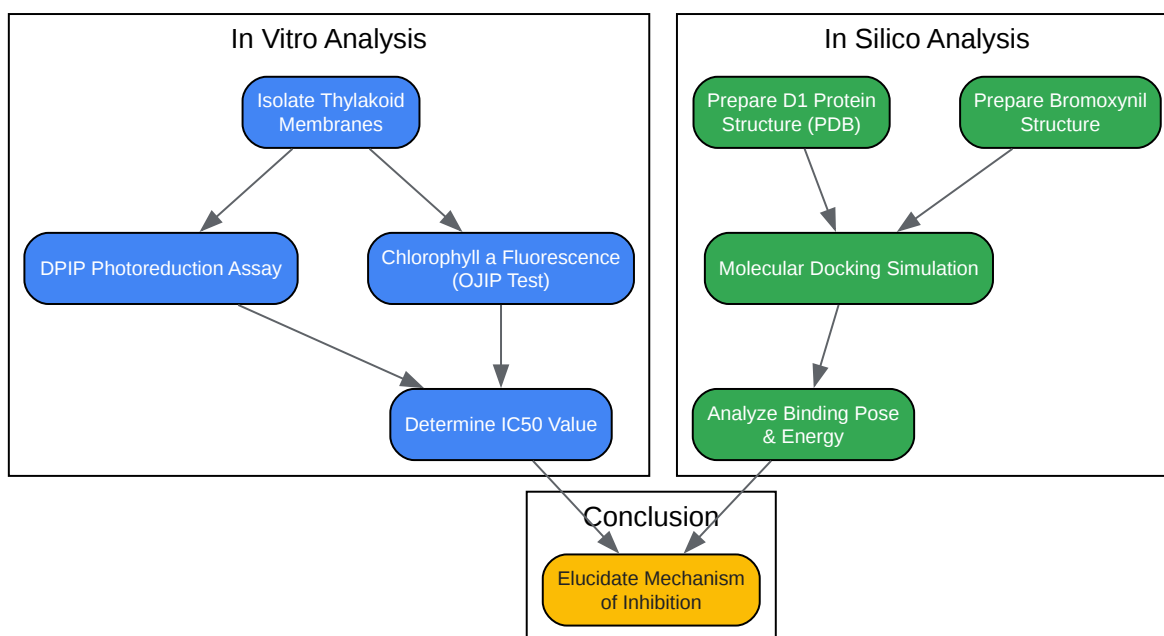 In Vitro Analysis
Isolate Thylakoid
Membranes
DPIP Photoreduction Assay
Chlorophyll a Fluorescence
(OJIP Test)
Determine IC50 Value
In Silico Analysis
Prepare D1 Protein
Structure (PDB)
Prepare Bromoxynil
Structure
Molecular Docking Simulation
Analyze Binding Pose
& Energy
Conclusion
Elucidate Mechanism
of Inhibition